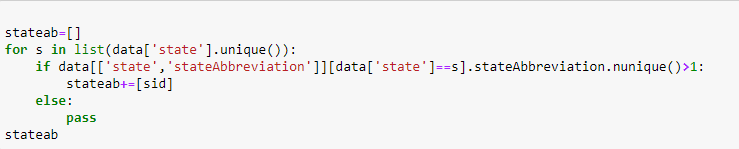 stateab=[]
for s in list(data['state'].unique()):
    if data[['state','stateAbbreviation']][data['state']==s].stateAbbreviation.nunique()>1:
        stateab+=[sid]
    else:
        pass
stateab